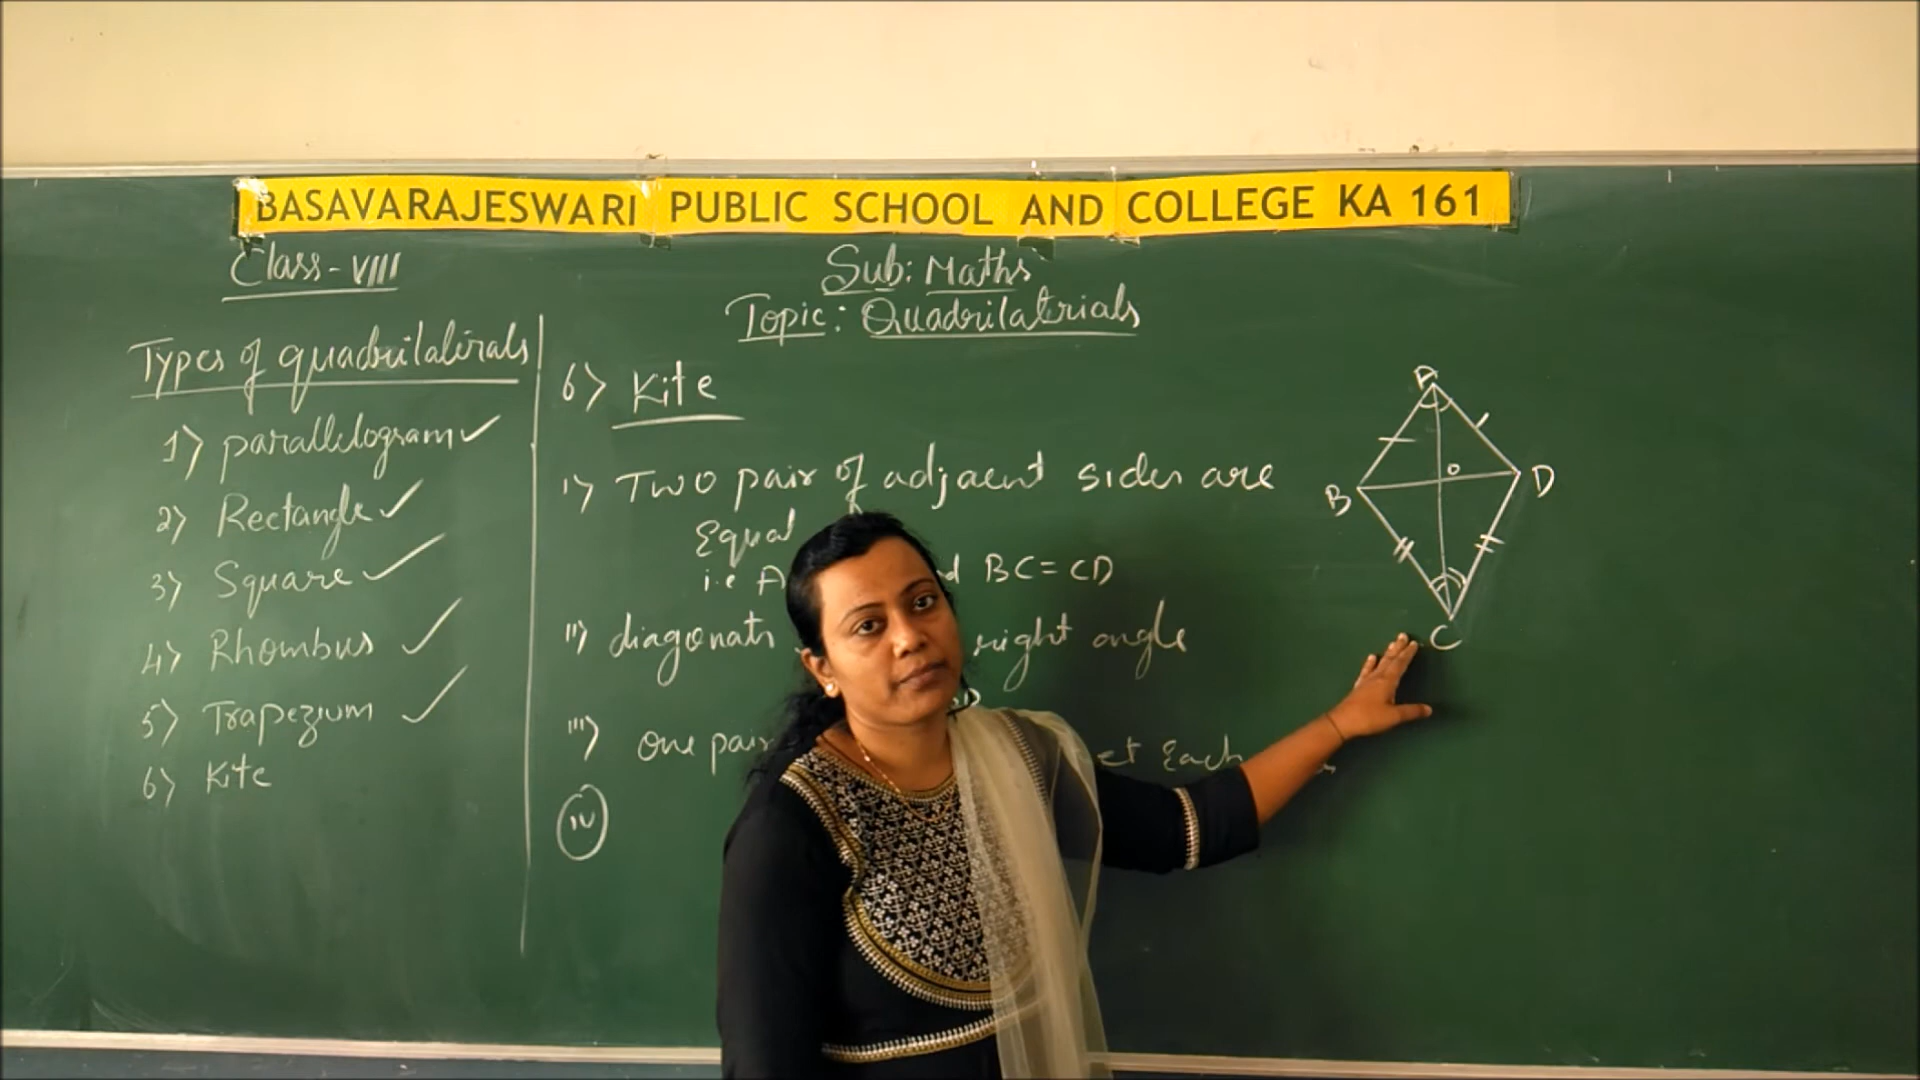 BASAVARAJESWARI PUBLIC SCHOOL AND COLLEGE KA 161
Class - VIII
Sub: Maths
Topic: Quadrilatrials
Types of quadrilatirals
1) parallelogram
2) Rectangle
3) Square
4) Rhombus
5) Trapezium
6) Kite
6) Kite
i) Two pair of adjacent sides are
Equal
i.e A BC = CD
ii) diagonals right angle
iii) One pair Each
iv
A
B
O
D
C